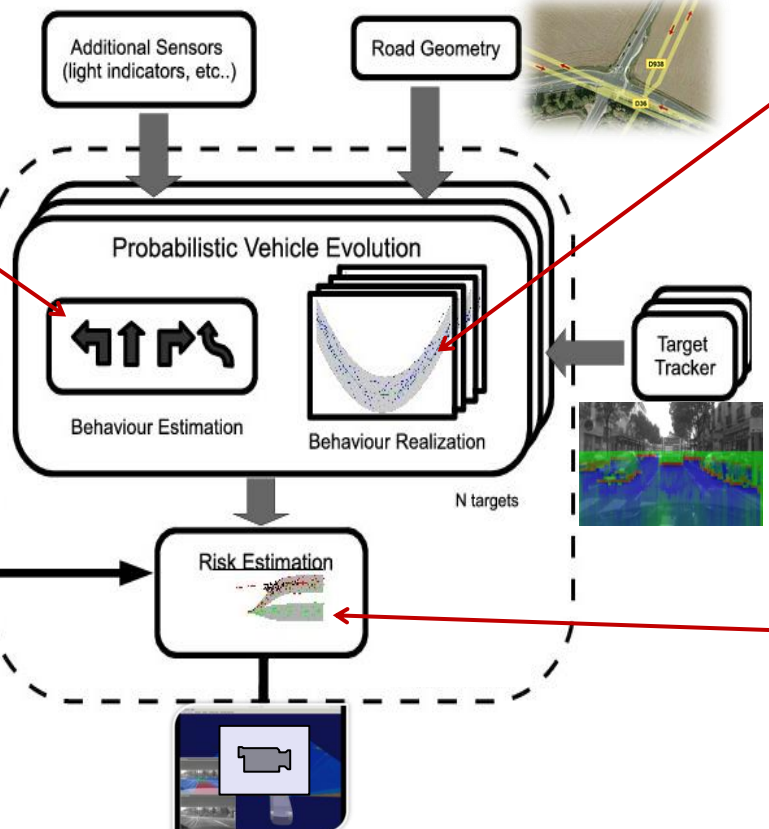 Additional Sensors
(light indicators, etc..)
Road Geometry
D938
D36
Probabilistic Vehicle Evolution
Behaviour Estimation
Behaviour Realization
Target
Tracker
N targets
Risk Estimation